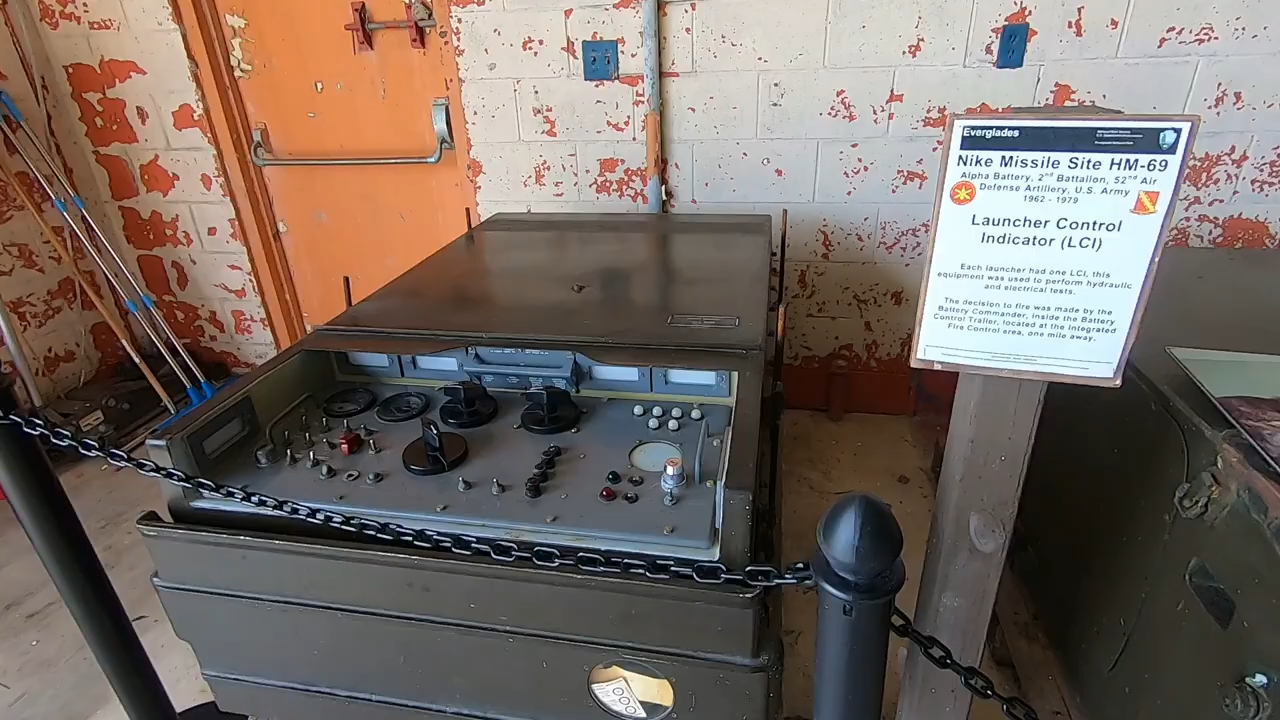 Everglades
Nike Missile Site HM-69
Alpha Battery, 2nd Battalion, 52nd Air
Defense Artillery, U.S. Army
1962 - 1979
Launcher Control
Indicator (LCI)
Each launcher had one LCI, this
equipment was used to perform hydraulic
and electrical tests.
The decision to fire was made by the
Battery Commander, inside the Battery
Control Trailer, located at the Integrated
Fire Control area, one mile away.